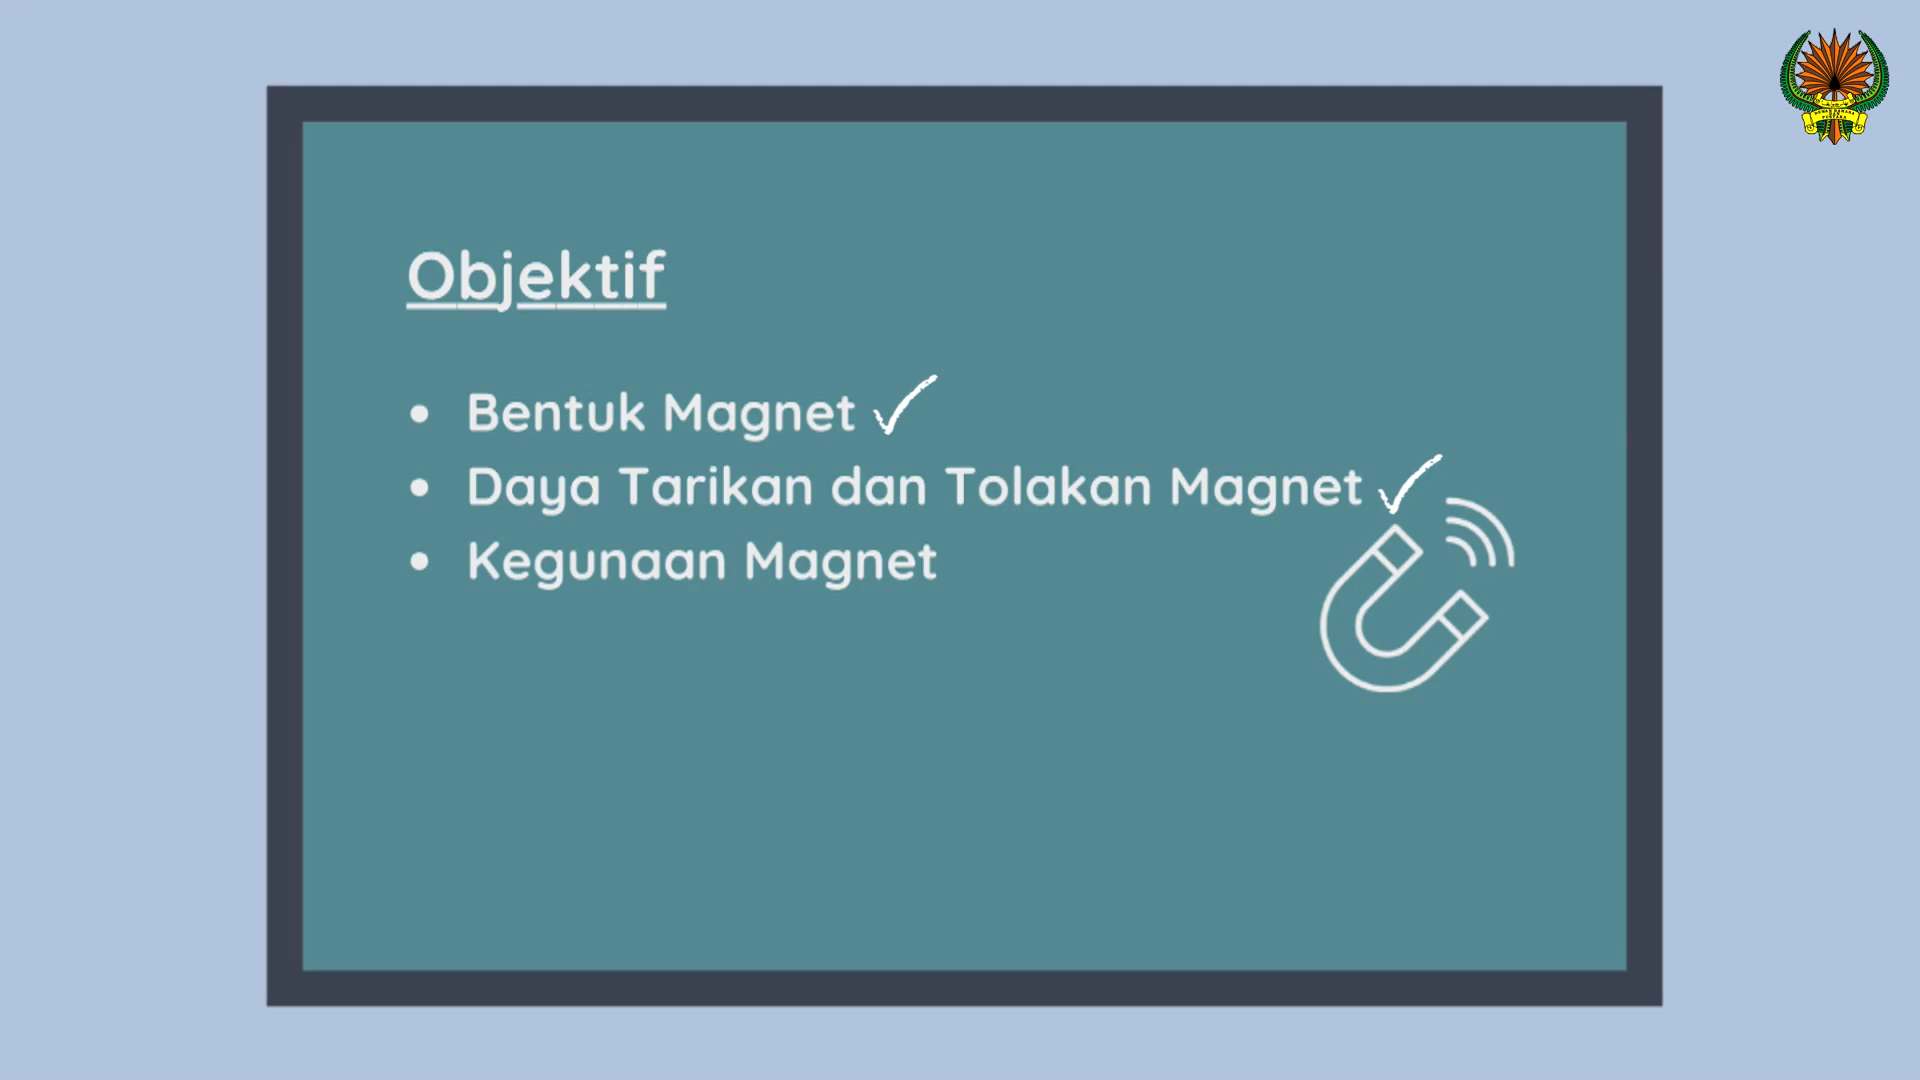 Objektif
Bentuk Magnet
Daya Tarikan dan Tolakan Magnet
Kegunaan Magnet